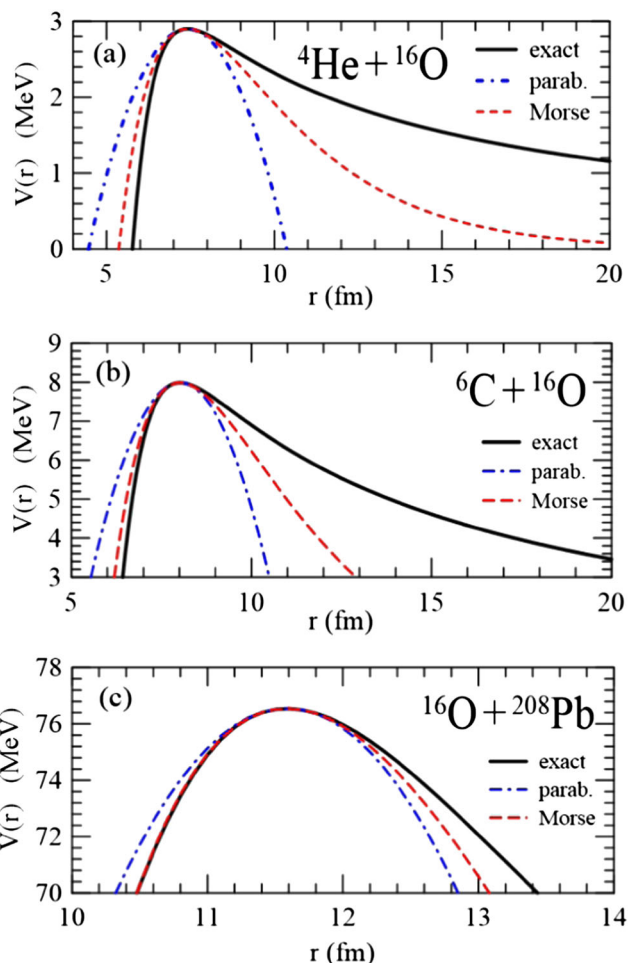 (a)
⁴He + ¹⁶O
exact
parab.
Morse
V(r) (MeV)
3
2
1
0
5 10 15 20
r (fm)
(b)
⁶C + ¹⁶O
exact
parab.
Morse
V(r) (MeV)
9
8
7
6
5
4
3
5 10 15 20
r (fm)
(c)
¹⁶O + ²⁰⁸Pb
exact
parab.
Morse
V(r) (MeV)
78
76
74
72
70
10 11 12 13 14
r (fm)